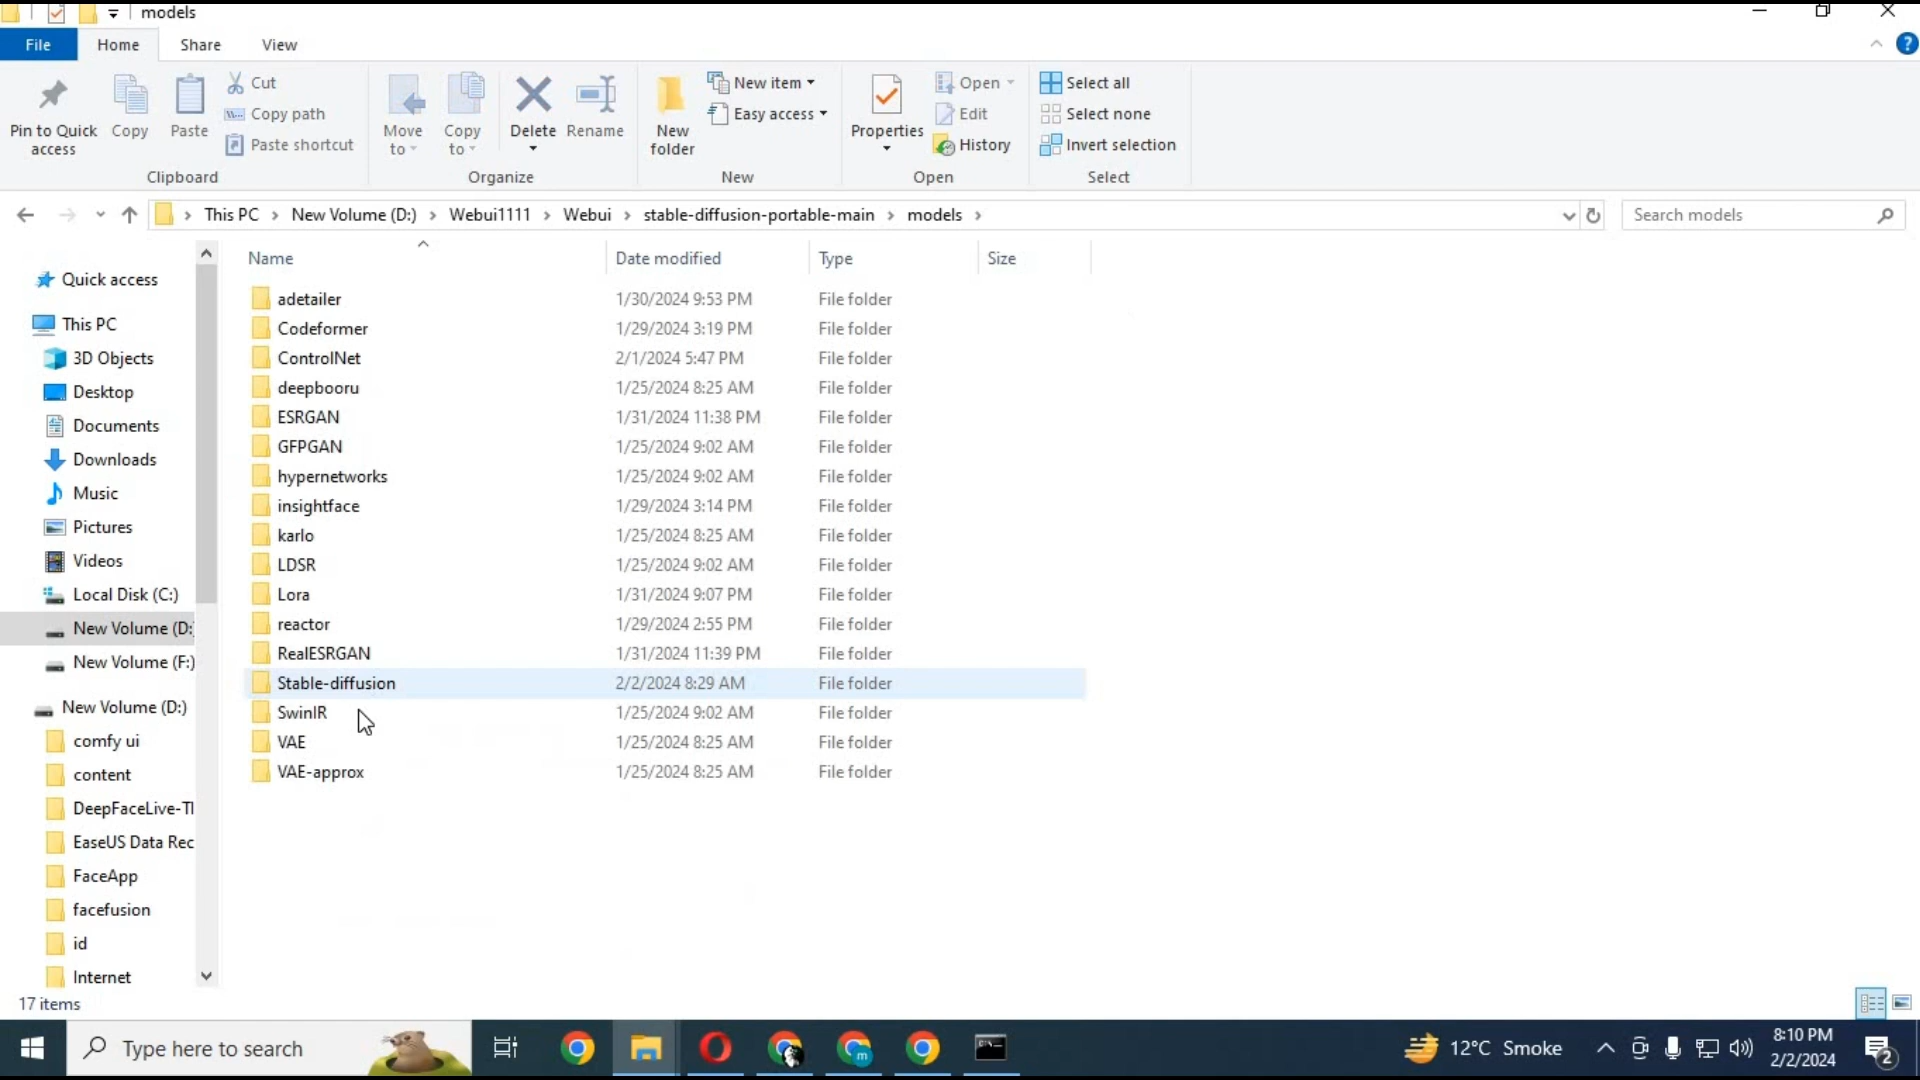 models
File Home Share View
Pin to Quick access
Copy
Paste
Cut
Copy path
Paste shortcut
Clipboard
Move to
Copy to
Delete
Rename
Organize
New folder
New item
Easy access
New
Properties
Open
Edit
History
Open
Select all
Select none
Invert selection
Select
This PC New Volume (D:) Webui1111 Webui stable-diffusion-portable-main models
Search models
Name Date modified Type Size
adetailer 1/30/2024 9:53 PM File folder
Codeformer 1/29/2024 3:19 PM File folder
ControlNet 2/1/2024 5:47 PM File folder
deepbooru 1/25/2024 8:25 AM File folder
ESRGAN 1/31/2024 11:38 PM File folder
GFPGAN 1/25/2024 9:02 AM File folder
hypernetworks 1/25/2024 9:02 AM File folder
insightface 1/29/2024 3:14 PM File folder
karlo 1/25/2024 8:25 AM File folder
LDSR 1/25/2024 9:02 AM File folder
Lora 1/31/2024 9:07 PM File folder
reactor 1/29/2024 2:55 PM File folder
RealESRGAN 1/31/2024 11:39 PM File folder
Stable-diffusion 2/2/2024 8:29 AM File folder
SwinIR 1/25/2024 9:02 AM File folder
VAE 1/25/2024 8:25 AM File folder
VAE-approx 1/25/2024 8:25 AM File folder
Quick access
This PC
3D Objects
Desktop
Documents
Downloads
Music
Pictures
Videos
Local Disk (C:)
New Volume (D:
New Volume (F:)
New Volume (D:)
comfy ui
content
DeepFaceLive-TI
EaseUS Data Rec
FaceApp
facefusion
id
Internet
17 items
Type here to search
m
12°C Smoke
8:10 PM
2/2/2024
2